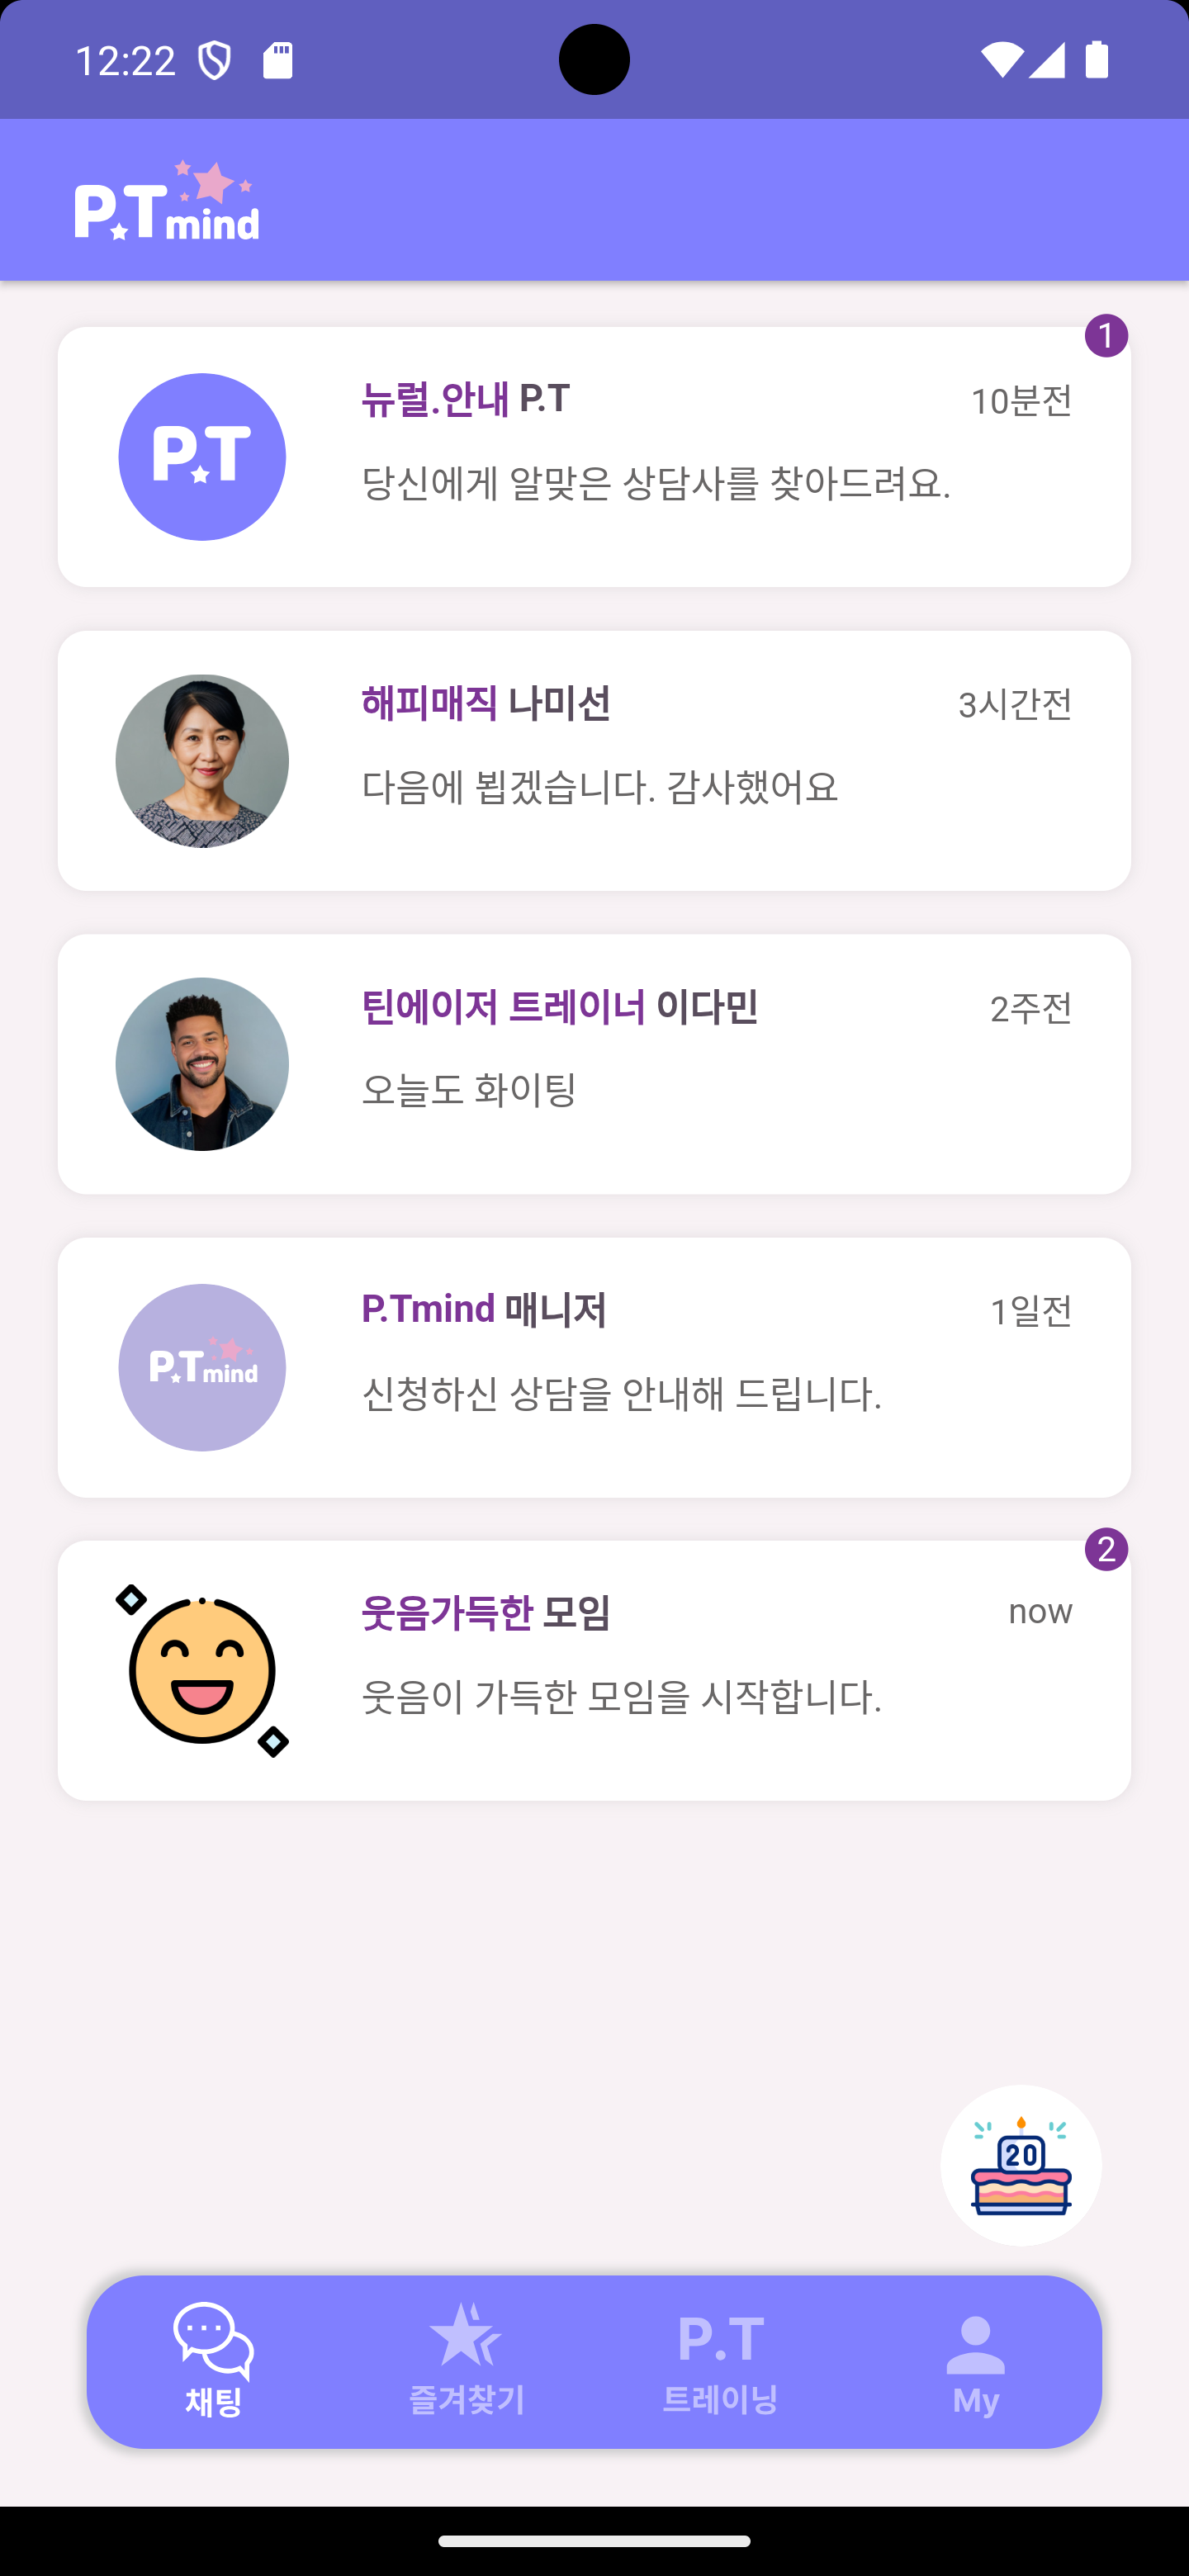 12:22
P.T mind
1
뉴럴.안내 P.T
10분전
당신에게 알맞은 상담사를 찾아드려요.
P.T
해피매직 나미선
3시간전
다음에 뵙겠습니다. 감사했어요
틴에이저 트레이너 이다민
2주전
오늘도 화이팅
P.Tmind 매니저
1일전
P.T mind
신청하신 상담을 안내해 드립니다.
2
웃음가득한 모임
now
웃음이 가득한 모임을 시작합니다.
20
P.T
채팅
즐겨찾기
트레이닝
My